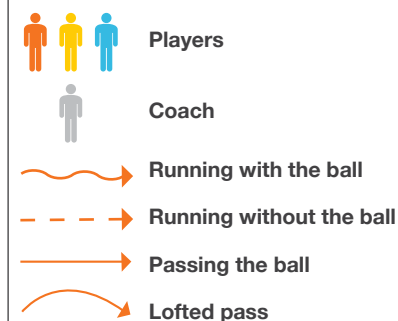 Players
Coach
Running with the ball
Running without the ball
Passing the ball
Lofted pass